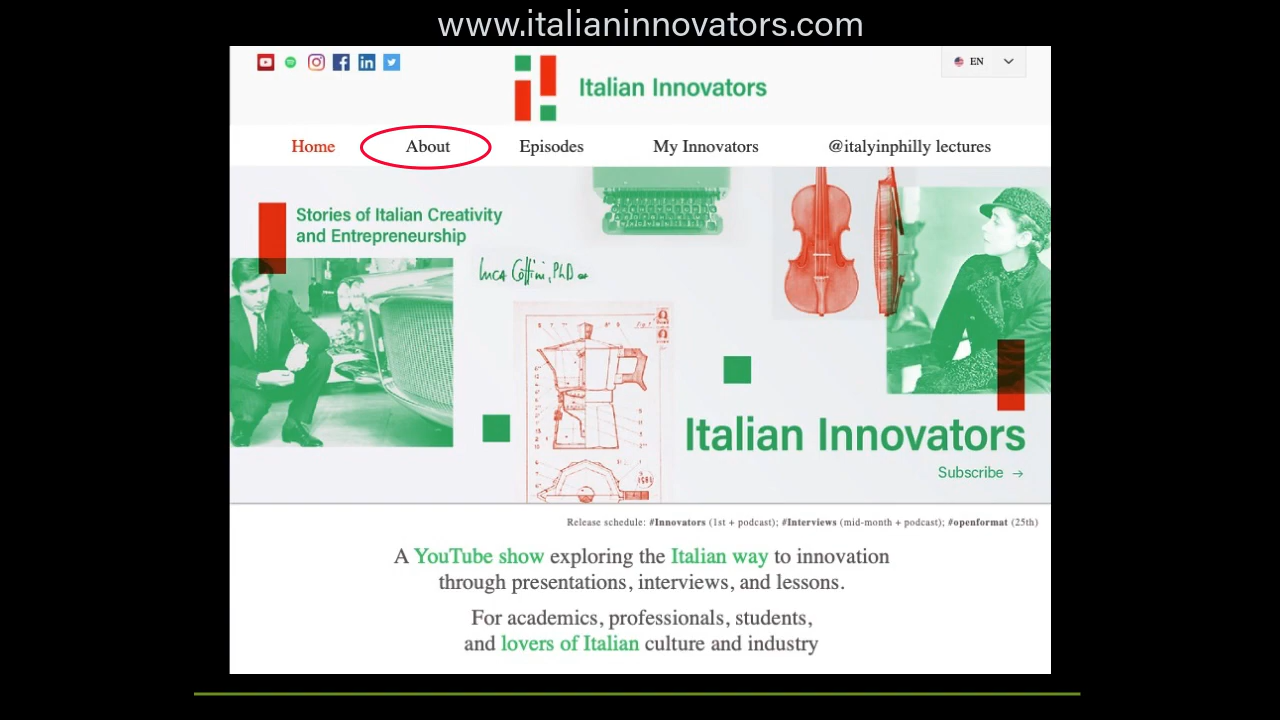 www.italianinnovators.com
EN
Italian Innovators
Home About Episodes My Innovators @italyinphilly lectures
Stories of Italian Creativity
and Entrepreneurship
Luca Cottini, PhD
Italian Innovators
Subscribe →
Release schedule: #Innovators (1st + podcast); #Interviews (mid-month + podcast); #openformat (25th)
A YouTube show exploring the Italian way to innovation
through presentations, interviews, and lessons.
For academics, professionals, students,
and lovers of Italian culture and industry